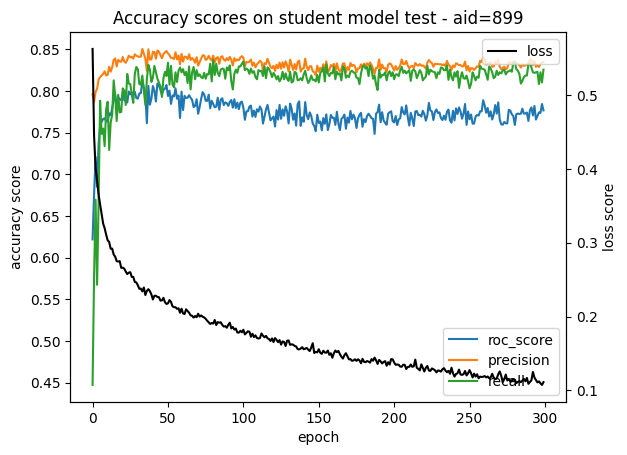 Accuracy scores on student model test - aid=899
accuracy score
0.85
0.80
0.75
0.70
0.65
0.60
0.55
0.50
0.45
loss
0.5
0.4
0.3
0.2
0.1
loss score
roc_score
precision
recall
0
50
100
150
200
250
300
epoch